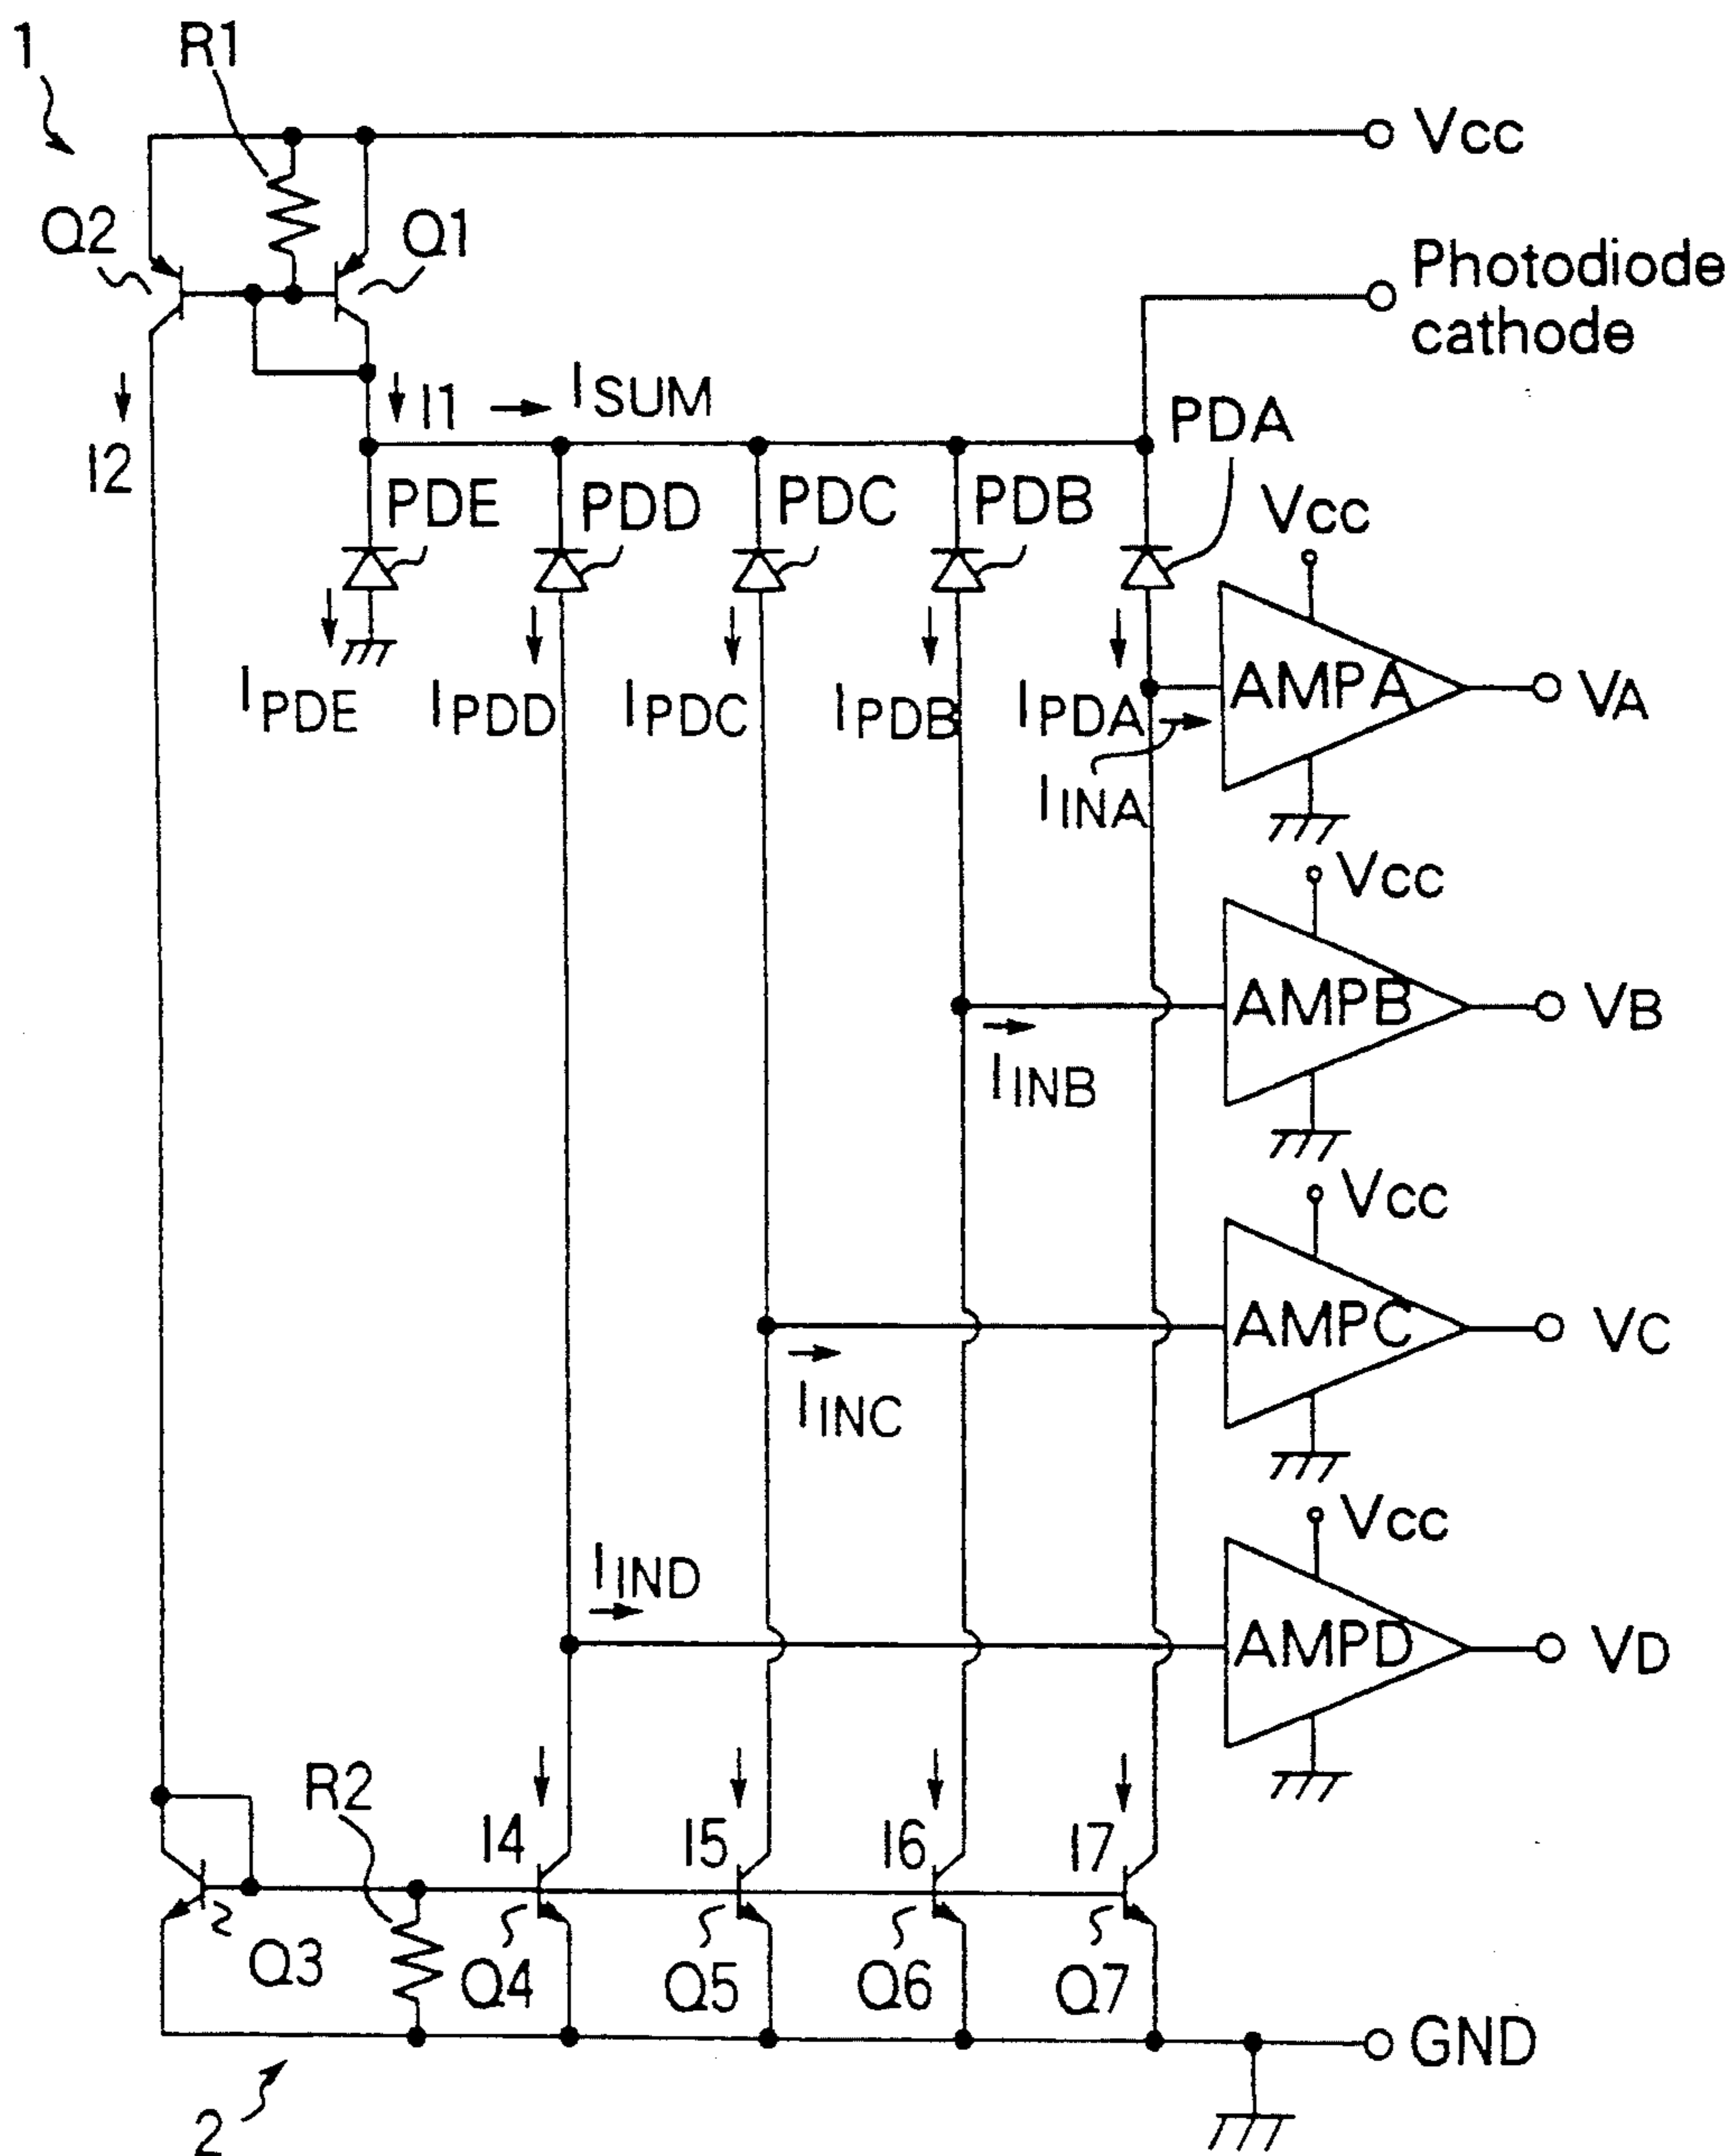 1
R1
Vcc
Q2
Q1
Photodiode
cathode
I1
ISUM
PDA
I2
PDE
PDD
PDC
PDB
Vcc
IPDE
IPDD
IPDC
IPDB
IPDA
AMPA
VA
IINA
Vcc
AMPB
VB
IINB
Vcc
AMPC
VC
IINC
Vcc
IIND
AMPD
VD
R2
I4
I5
I6
I7
Q3
Q4
Q5
Q6
Q7
GND
2